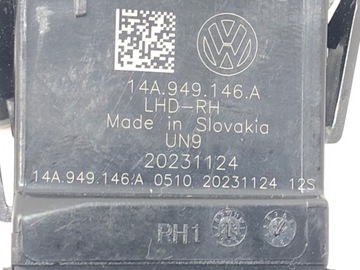 14A.949.146.A
LHD-RH
Made in Slovakia
UN9
20231124
14A.949.146.A 0510 20231124 12S
RH1